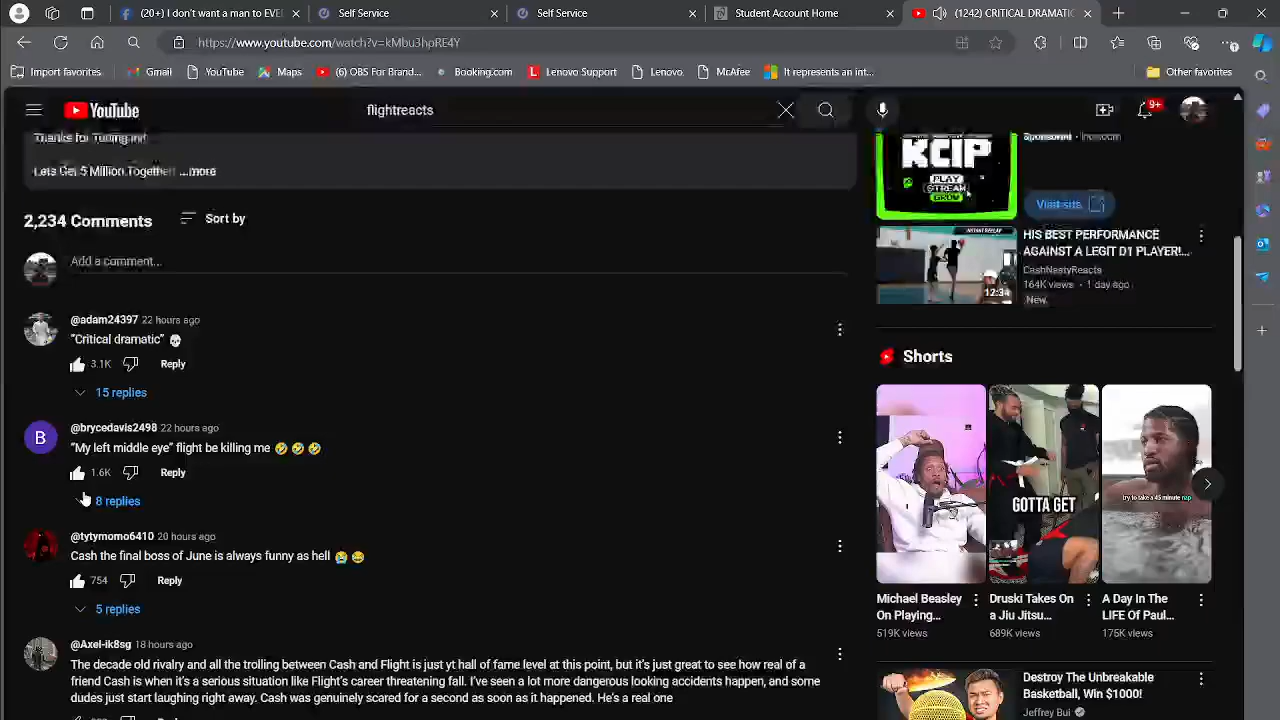 (20+) I don't want a man to EVE
Self Service
Self Service
Student Account Home
(1242) CRITICAL DRAMATIC
https://www.youtube.com/watch?v=kMbu3hpRE4Y
Import favorites
Gmail
YouTube
Maps
(6) OBS For Brand...
Booking.com
Lenovo Support
Lenovo
McAfee
It represents an int...
Other favorites
YouTube
flightreacts
9+
Thanks for Tuning In!!
Lets Get 5 Million Together!! ...more
2,234 Comments
Sort by
Add a comment...
@adam24397 22 hours ago
"Critical dramatic" 💀
3.1K
Reply
15 replies
B
@brycedavis2498 22 hours ago
"My left middle eye" flight be killing me 🤣 🤣 🤣
1.6K
Reply
8 replies
@tytymomo6410 20 hours ago
Cash the final boss of June is always funny as hell 😭 😂
754
Reply
5 replies
@Axel-ik8sg 18 hours ago
The decade old rivalry and all the trolling between Cash and Flight is just yt hall of fame level at this point, but it's just great to see how real of a
friend Cash is when it's a serious situation like Flight's career threatening fall. I've seen a lot more dangerous looking accidents happen, and some
dudes just start laughing right away. Cash was genuinely scared for a second as soon as it happened. He's a real one
KCIP
PLAY
STREAM
GROW
Sponsored
Visit site
INSTANT REPLAY
12:34
HIS BEST PERFORMANCE
AGAINST A LEGIT D1 PLAYER!...
CashNastyReacts
164K views • 1 day ago
New
Shorts
GOTTA GET
try to take a 45 minute nap
Michael Beasley
On Playing...
519K views
Druski Takes On
a Jiu Jitsu...
689K views
A Day In The
LIFE Of Paul...
175K views
Destroy The Unbreakable
Basketball, Win $1000!
Jeffrey Bui